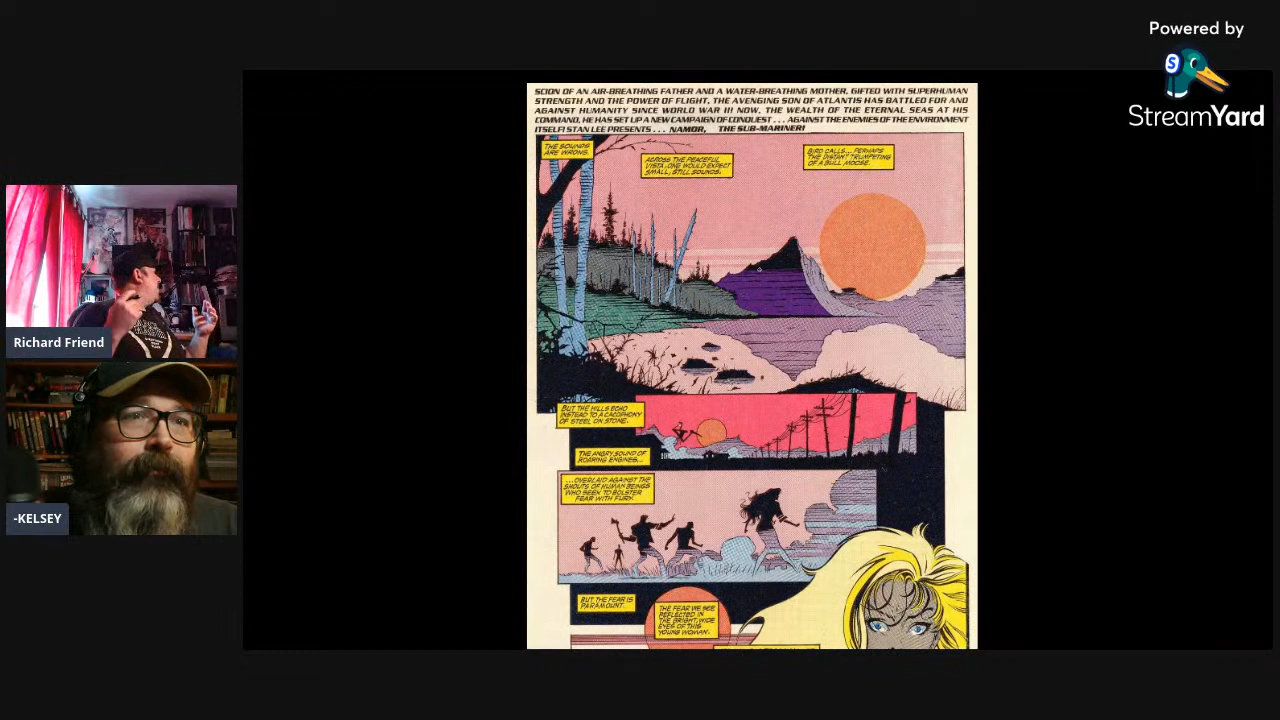 Powered by
StreamYard
SCION OF AN AIR-BREATHING FATHER AND A WATER-BREATHING MOTHER, GIFTED WITH SUPERHUMAN
STRENGTH AND THE POWER OF FLIGHT, THE AVENGING SON OF ATLANTIS HAS BATTLED FOR AND
AGAINST HUMANITY SINCE WORLD WAR II! NOW, THE WEALTH OF THE ETERNAL SEAS AT HIS
COMMAND, HE HAS SET UP A NEW CAMPAIGN OF CONQUEST . . . AGAINST THE ENEMIES OF THE ENVIRONMENT
ITSELF! STAN LEE PRESENTS . . . NAMOR, THE SUB-MARINER!
THE SOUNDS
ARE WRONG.
ACROSS THE PEACEFUL
VISTA, ONE WOULD EXPECT
SMALL, STILL SOUNDS.
BIRD CALLS... PERHAPS
THE DISTANT TRUMPETING
OF A BULL MOOSE.
BUT THE HILLS ECHO
INSTEAD TO A CACOPHONY
OF STEEL ON STONE.
THE ANGRY SOUND OF
ROARING ENGINES...
...OVERLAID AGAINST THE
SHOUTS OF HUMAN BEINGS
WHO SEEK TO BOLSTER
FEAR WITH FURY.
BUT THE FEAR IS
PARAMOUNT.
THE FEAR WE SEE
REFLECTED IN
THE BRIGHT, WIDE
EYES OF THIS
YOUNG WOMAN.
Richard Friend
-KELSEY